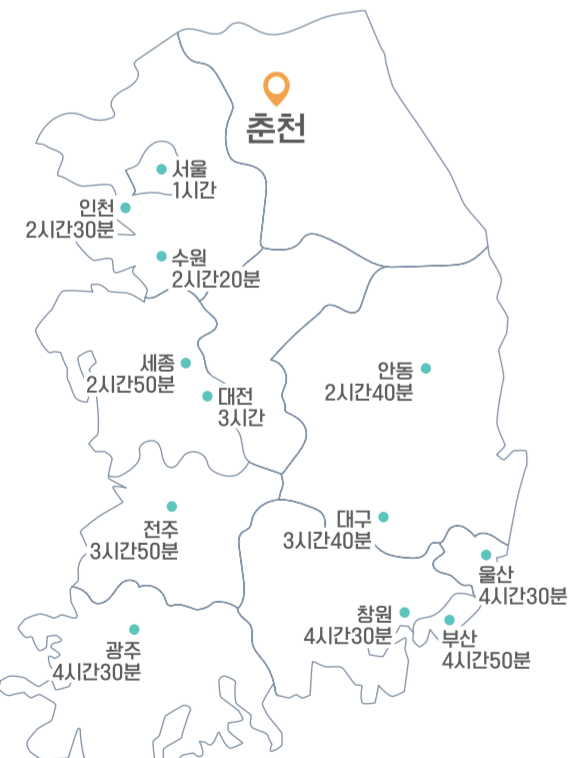 춘천
서울
1시간
인천
2시간30분
수원
2시간20분
세종
2시간50분
안동
2시간40분
대전
3시간
대구
3시간40분
전주
3시간50분
울산
4시간30분
창원
4시간30분
부산
4시간50분
광주
4시간30분